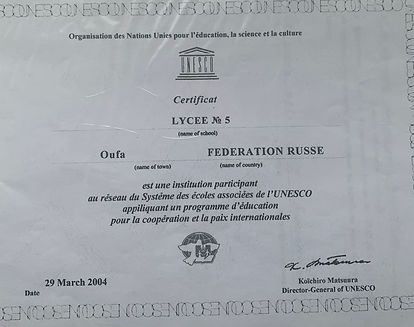 Organisation des Nations Unies pour l'éducation, la science et la culture
UNESCO
Certificat
LYCEE № 5
(name of school)
Oufa FEDERATION RUSSE
(name of town) (name of country)
est une institution participant
au réseau du Systéme des écoles associées de l'UNESCO
appiliquant un programme d'éducation
pour la coopération et la paix internationales
K. Matsuura
Koïchiro Matsuura
29 March 2004 Director-General of UNESCO
Date